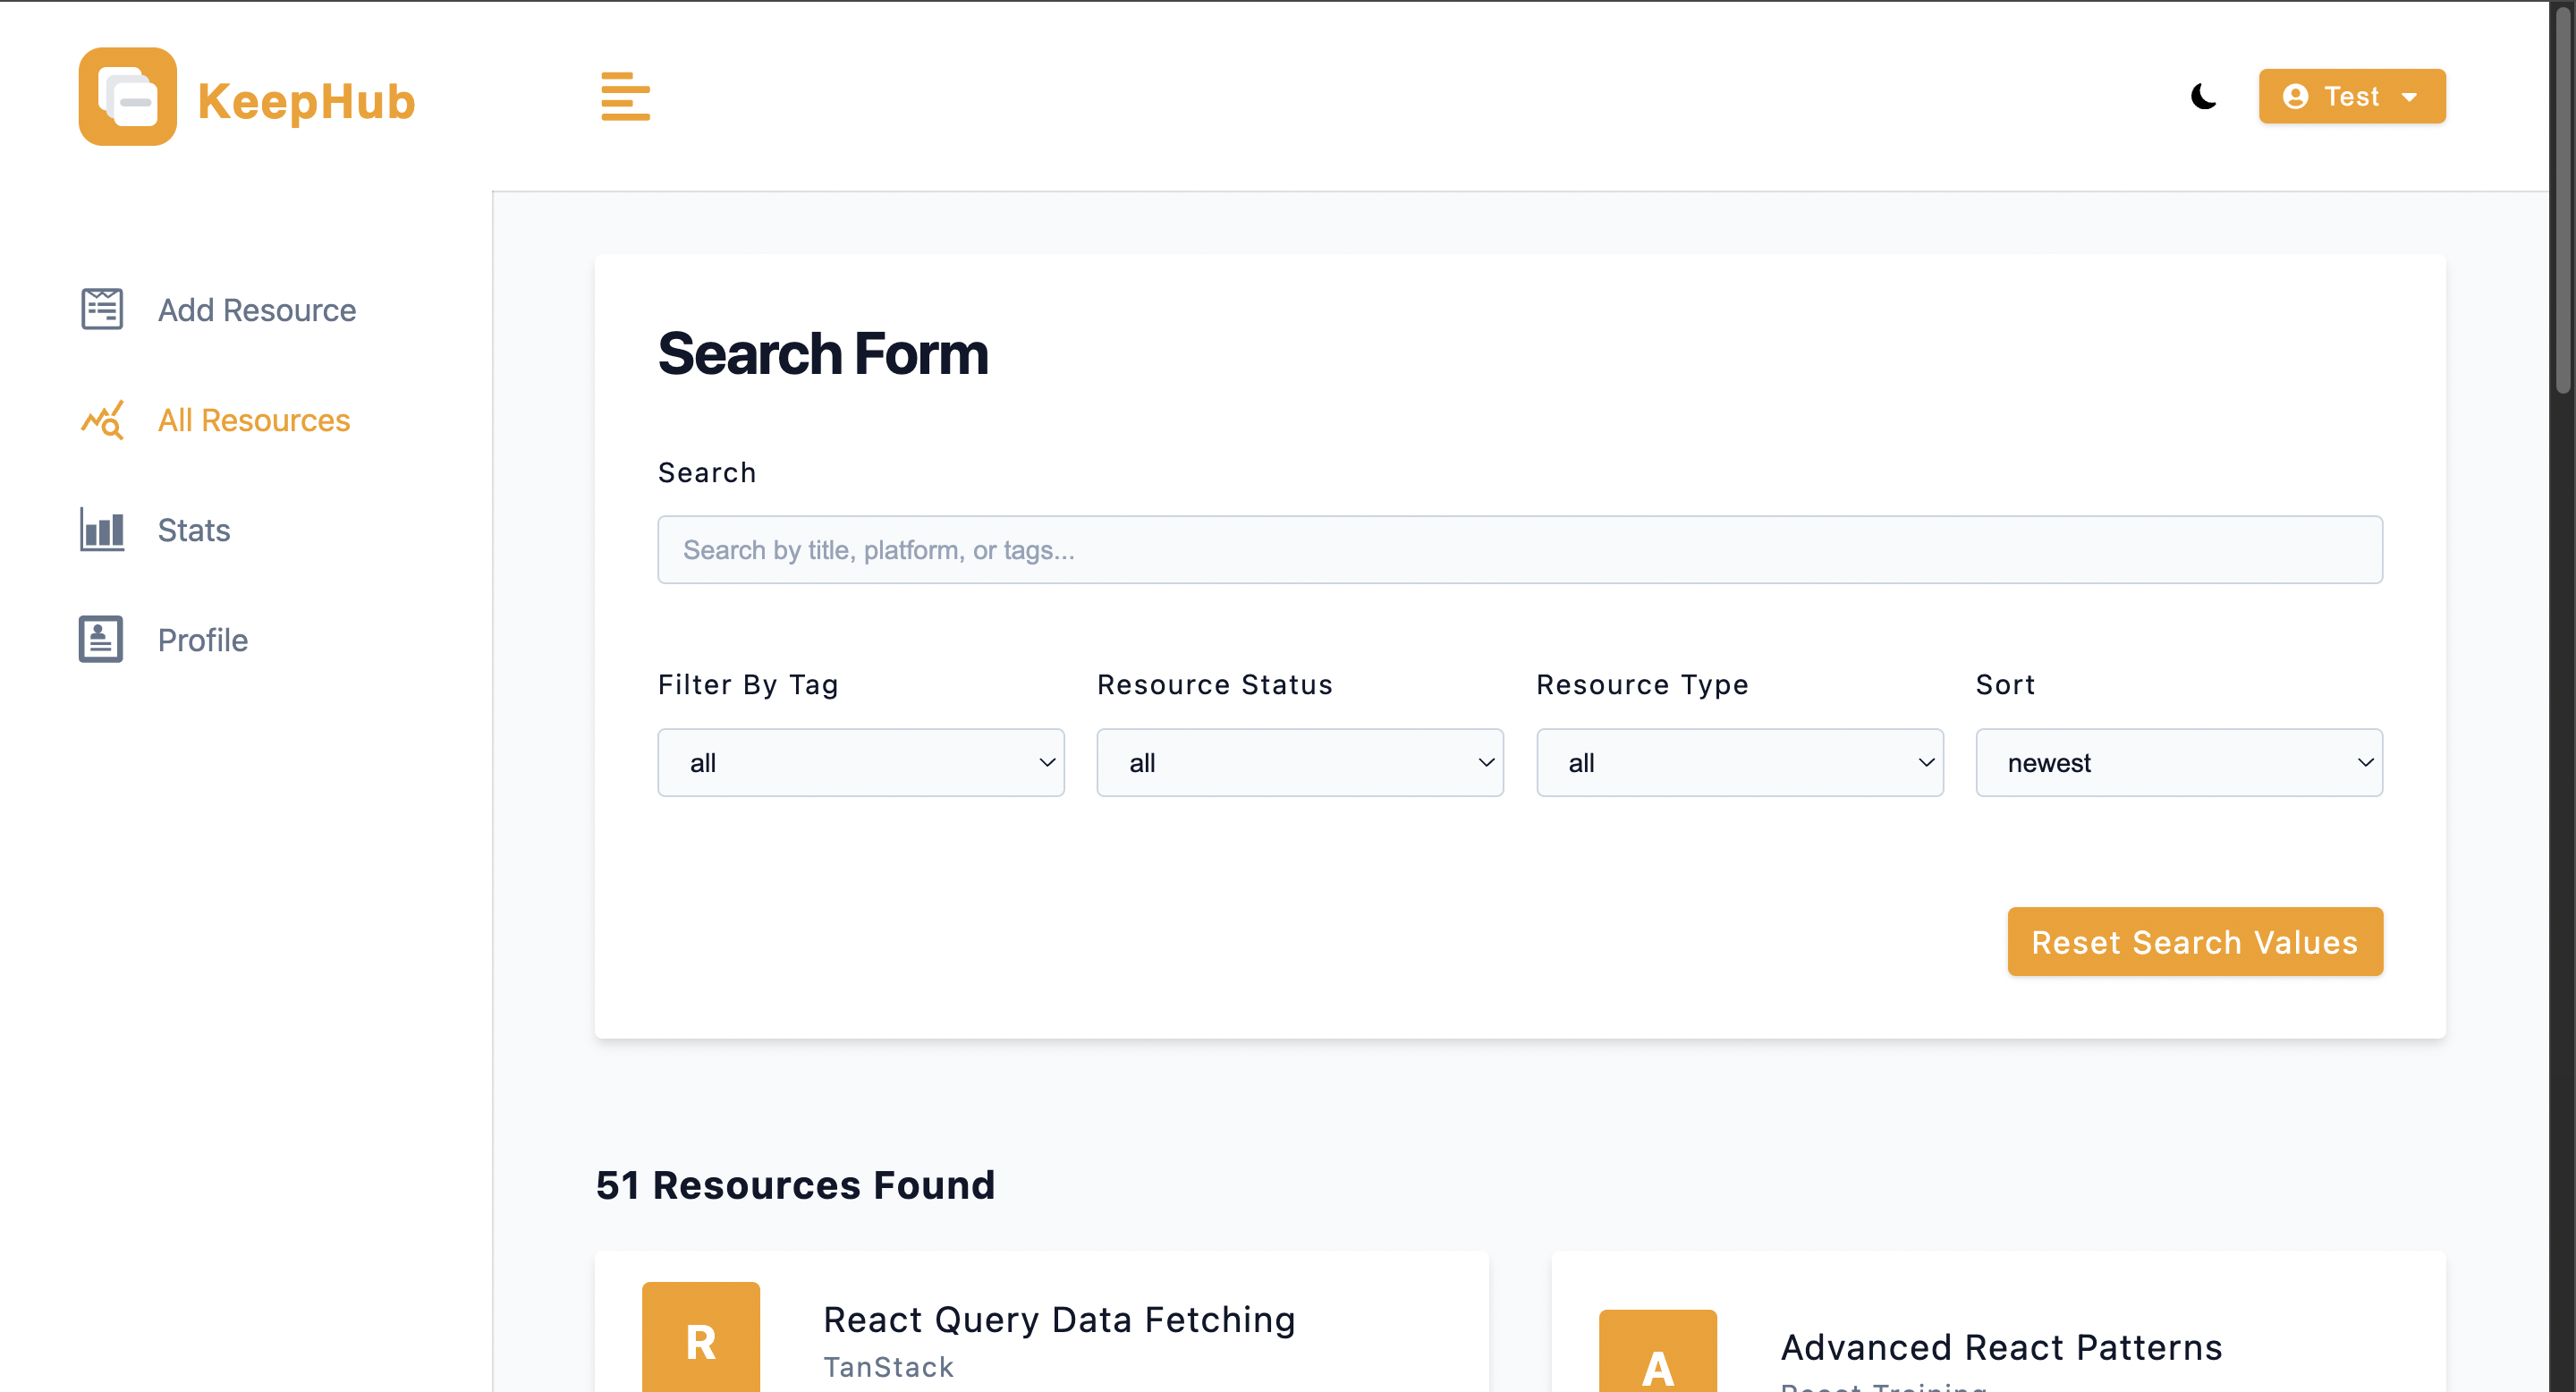 KeepHub
Test
Add Resource
All Resources
Stats
Profile
Search Form
Search
Search by title, platform, or tags...
Filter By Tag
Resource Status
Resource Type
Sort
all
all
all
newest
Reset Search Values
51 Resources Found
R
React Query Data Fetching
TanStack
A
Advanced React Patterns
React Training